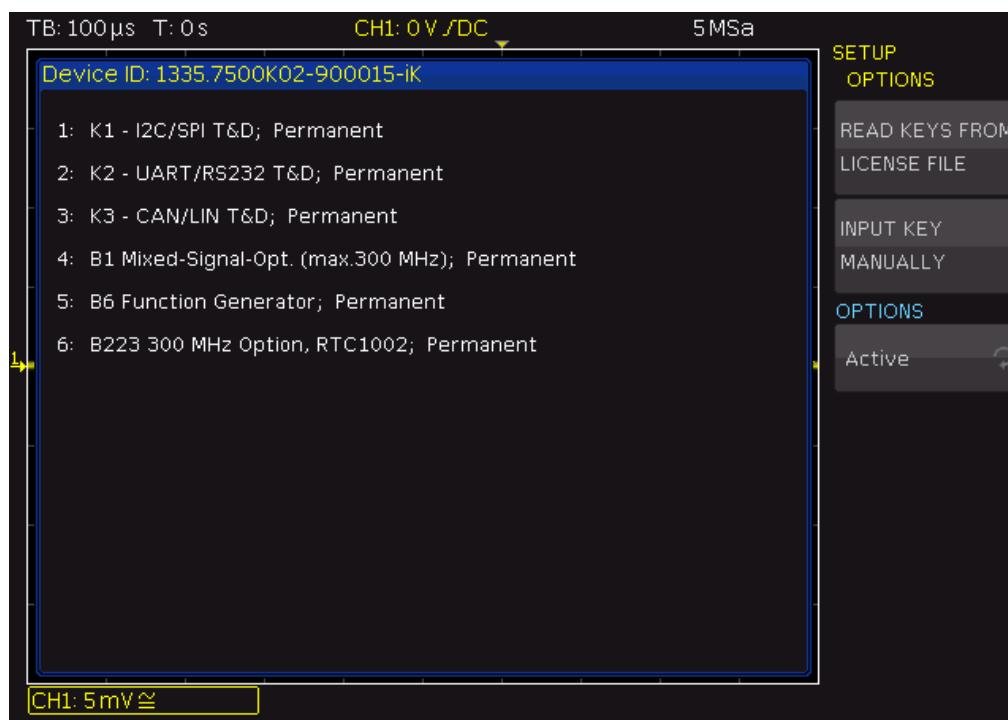 TB: 100 µs T: 0 s CH1: 0 V / DC 5 MSa
SETUP
OPTIONS
Device ID: 1335.7500K02-900015-iK
1: K1 - I2C/SPI T&D; Permanent
2: K2 - UART/RS232 T&D; Permanent
3: K3 - CAN/LIN T&D; Permanent
4: B1 Mixed-Signal-Opt. (max.300 MHz); Permanent
5: B6 Function Generator; Permanent
6: B223 300 MHz Option, RTC1002; Permanent
1
READ KEYS FROM
LICENSE FILE
INPUT KEY
MANUALLY
OPTIONS
Active
CH1: 5 mV ≅